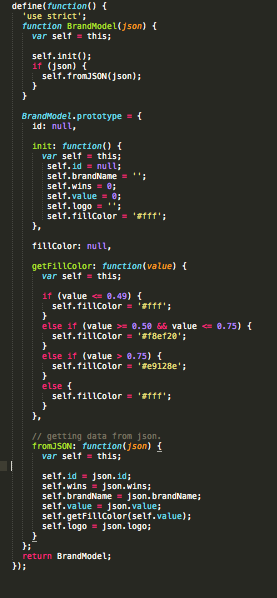 define(function() {
'use strict';
function BrandModel(json) {
var self = this;
self.init();
if (json) {
self.fromJSON(json);
}
}
BrandModel.prototype = {
id: null,
init: function() {
var self = this;
self.id = null;
self.brandName = '';
self.wins = 0;
self.value = 0;
self.logo = '';
self.fillColor = '#fff';
},
fillColor: null,
getFillColor: function(value) {
var self = this;
if (value <= 0.49) {
self.fillColor = '#fff';
}
else if (value >= 0.50 && value <= 0.75) {
self.fillColor = '#f8ef20';
}
else if (value > 0.75) {
self.fillColor = '#e9128e';
}
else {
self.fillColor = '#fff';
}
},
// getting data from json.
fromJSON: function(json) {
var self = this;
self.id = json.id;
self.wins = json.wins;
self.brandName = json.brandName;
self.value = json.value;
self.getFillColor(self.value);
self.logo = json.logo;
}
};
return BrandModel;
});